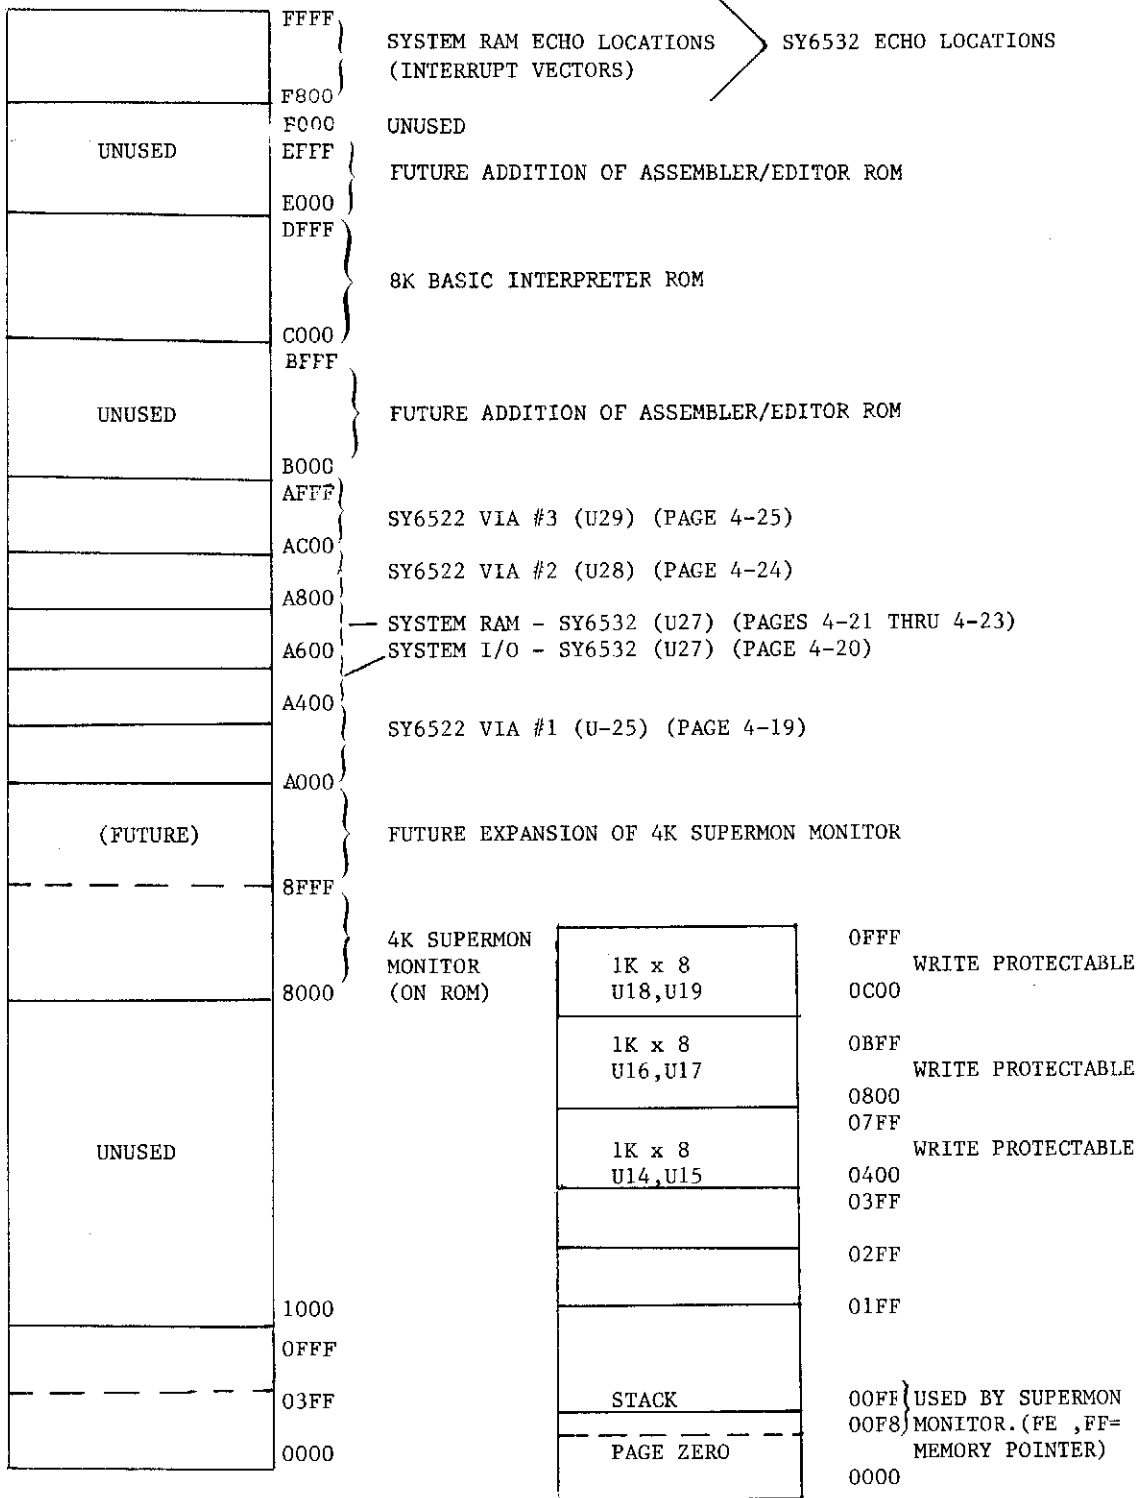 FFFF
SYSTEM RAM ECHO LOCATIONS SY6532 ECHO LOCATIONS
(INTERRUPT VECTORS)
F800
F000 UNUSED
UNUSED EFFF
FUTURE ADDITION OF ASSEMBLER/EDITOR ROM
E000
DFFF
8K BASIC INTERPRETER ROM
C000
BFFF
UNUSED FUTURE ADDITION OF ASSEMBLER/EDITOR ROM
B000
AFFF
SY6522 VIA #3 (U29) (PAGE 4-25)
AC00
SY6522 VIA #2 (U28) (PAGE 4-24)
A800
SYSTEM RAM - SY6532 (U27) (PAGES 4-21 THRU 4-23)
A600 SYSTEM I/O - SY6532 (U27) (PAGE 4-20)
A400
SY6522 VIA #1 (U-25) (PAGE 4-19)
A000
(FUTURE) FUTURE EXPANSION OF 4K SUPERMON MONITOR
8FFF
4K SUPERMON
MONITOR
8000 (ON ROM)
UNUSED
1000
0FFF
03FF
0000
0FFF
1K x 8 WRITE PROTECTABLE
U18,U19 0C00
1K x 8 0BFF
U16,U17 WRITE PROTECTABLE
0800
07FF
1K x 8 WRITE PROTECTABLE
U14,U15 0400
03FF
02FF
01FF
STACK 00FF USED BY SUPERMON
00F8 MONITOR.(FE ,FF=
PAGE ZERO MEMORY POINTER)
0000